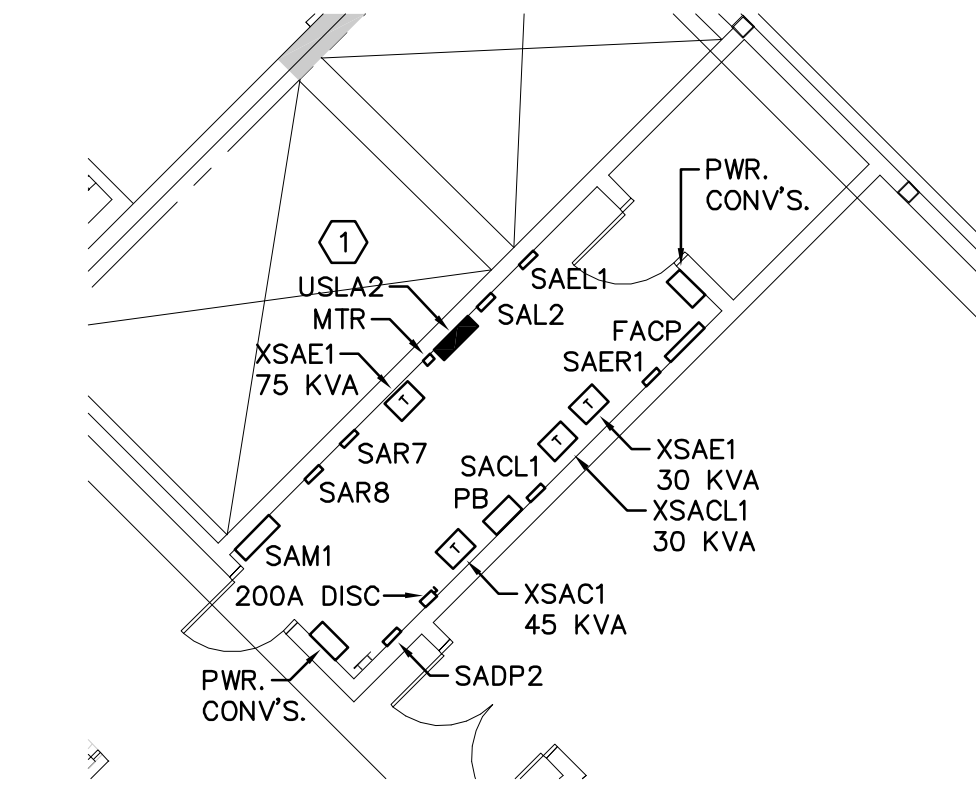 PWR.
CONV'S.
1
USLA2
MTR
XSAE1
75 KVA
SAEL1
SAL2
FACP
SAER1
T
T
T
T
SAR7
SAR8
SACL1
PB
XSAE1
30 KVA
XSACL1
30 KVA
SAM1
200A DISC
XSAC1
45 KVA
SADP2
PWR.
CONV'S.